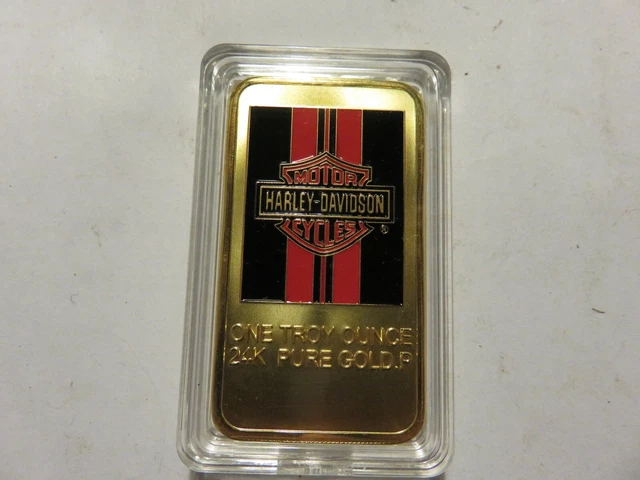 MOTOR
HARLEY-DAVIDSON
CYCLES ®
ONE TROY OUNCE
24K PURE GOLD.P